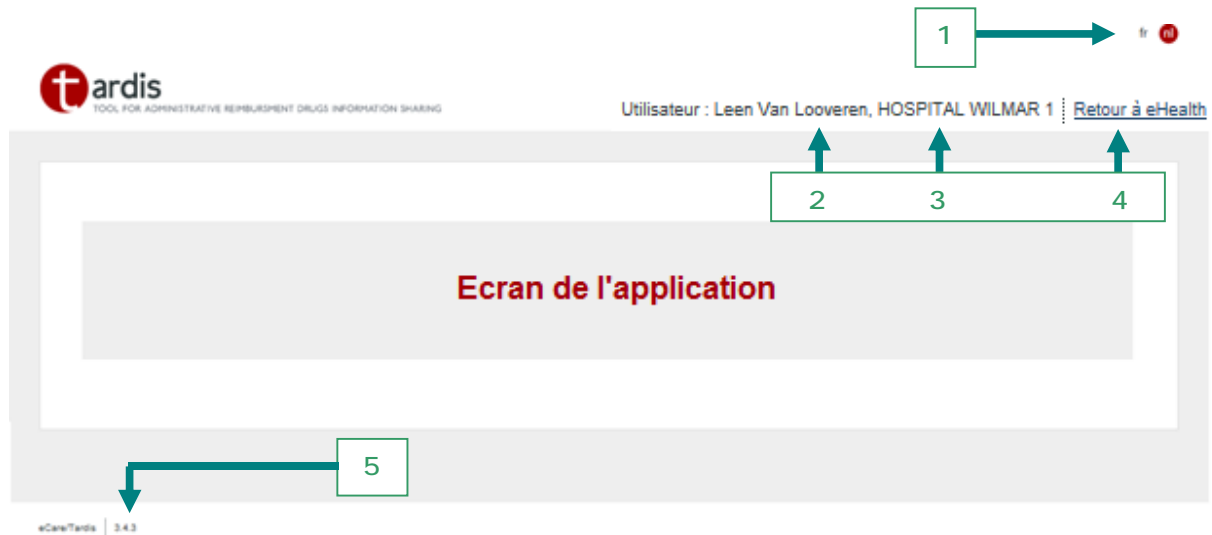 1
fr nl
tardis
TOOL FOR ADMINISTRATIVE REIMBURSMENT DRUGS INFORMATION SHARING
Utilisateur : Leen Van Looveren, HOSPITAL WILMAR 1 Retour à eHealth
2 3 4
Ecran de l'application
5
eCare/Tardis 3.4.3